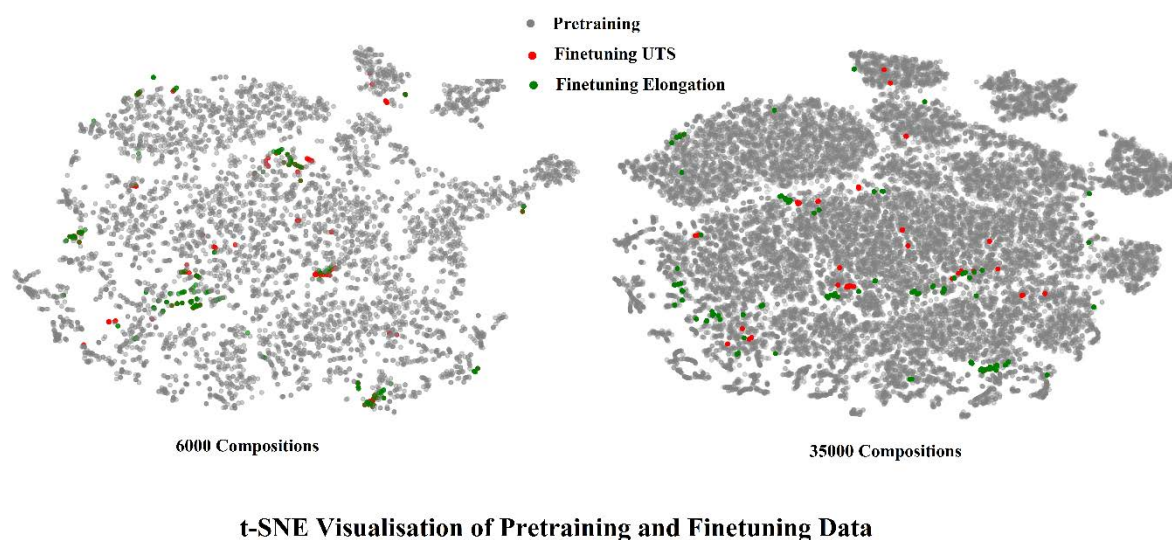 Pretraining
Finetuning UTS
Finetuning Elongation
6000 Compositions
35000 Compositions
t-SNE Visualisation of Pretraining and Finetuning Data